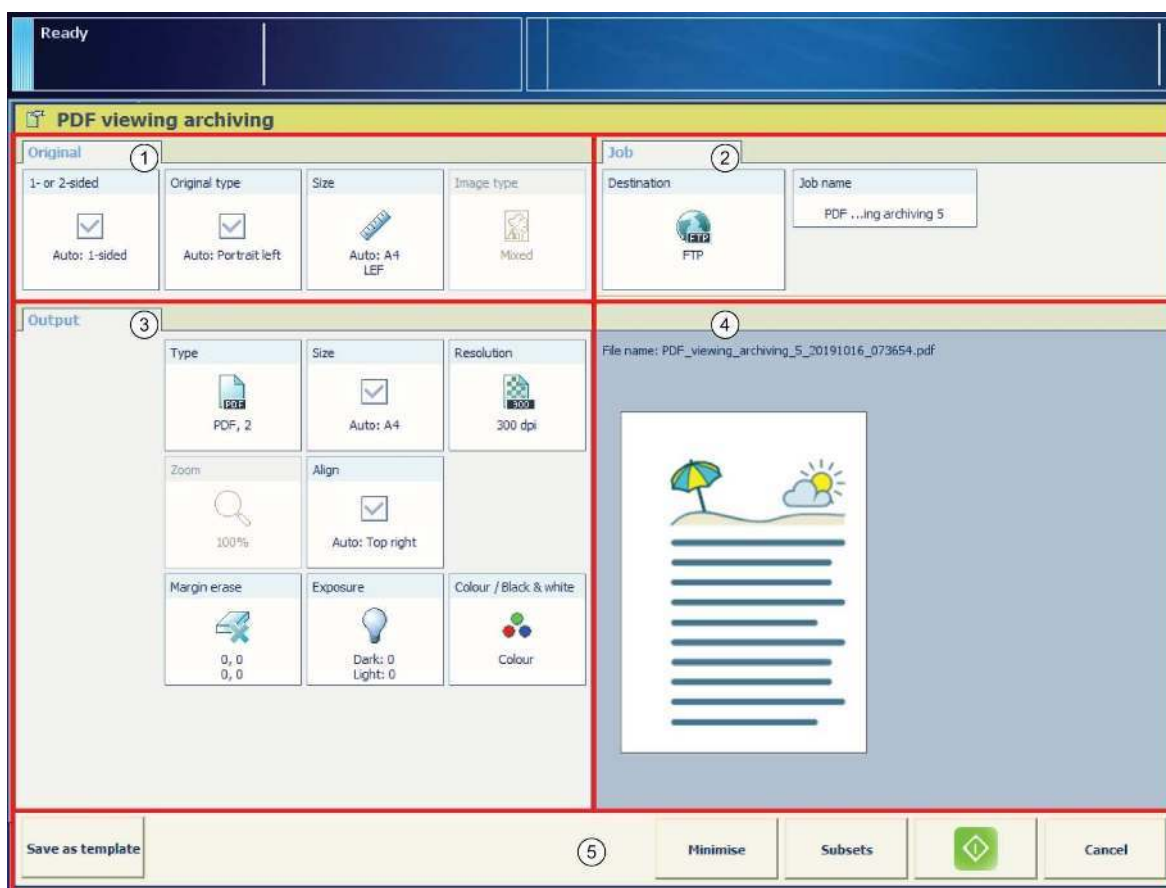 Ready
PDF viewing archiving
Original
1
1- or 2-sided
Auto: 1-sided
Original type
Auto: Portrait left
Size
Auto: A4
LEF
Image type
Mixed
Job
2
Destination
FTP
FTP
Job name
PDF ...ing archiving 5
Output
3
Type
PDF
PDF, 2
Size
Auto: A4
Resolution
300
300 dpi
Zoom
100%
Align
Auto: Top right
Margin erase
0, 0
0, 0
Exposure
Dark: 0
Light: 0
Colour / Black & white
Colour
4
File name: PDF_viewing_archiving_5_20191016_073654.pdf
Save as template
5
Minimise
Subsets
Cancel